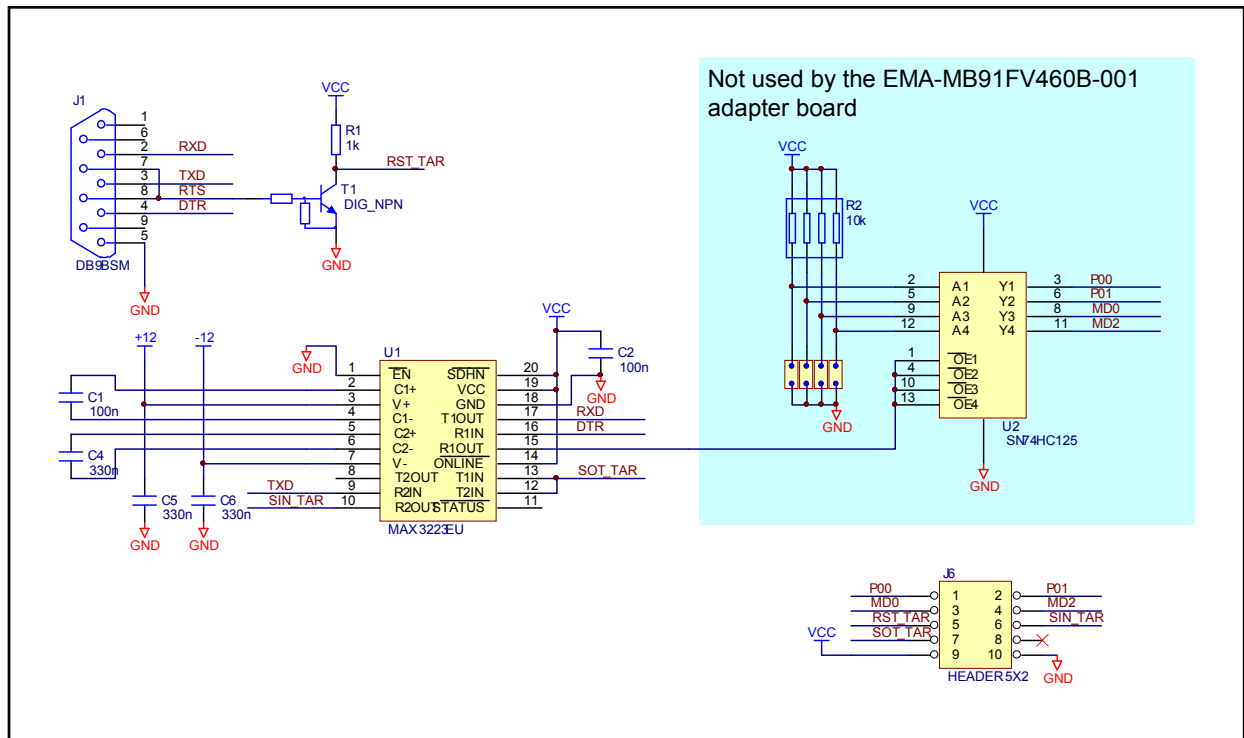 Not used by the EMA-MB91FV460B-001
adapter board
J1
1
6
2
7
3
8
4
9
5
RXD
TXD
RTS
DTR
DB9BSM
GND
VCC
R1
1k
RST_TAR
T1
DIG_NPN
GND
VCC
R2
10k
VCC
2
5
9
12
A1
A2
A3
A4
Y1
Y2
Y3
Y4
3
6
8
11
P00
P01
MD0
MD2
1
4
10
13
OE1
OE2
OE3
OE4
U2
SN74HC125
GND
GND
+12
-12
C1
100n
C4
330n
C5
330n
C6
330n
GND
GND
GND
U1
1
2
3
4
5
6
7
8
9
10
EN
C1+
V+
C1-
C2+
C2-
V-
T2OUT
R2IN
R2OUT
SDHN
VCC
GND
T1OUT
R1IN
R1OUT
ONLINE
T1IN
T2IN
STATUS
20
19
18
17
16
15
14
13
12
11
TXD
SIN_TAR
MAX3223EU
VCC
C2
100n
GND
RXD
DTR
SOT_TAR
J6
P00
MD0
RST_TAR
SOT_TAR
VCC
1 2
3 4
5 6
7 8
9 10
P01
MD2
SIN_TAR
GND
HEADER 5X2